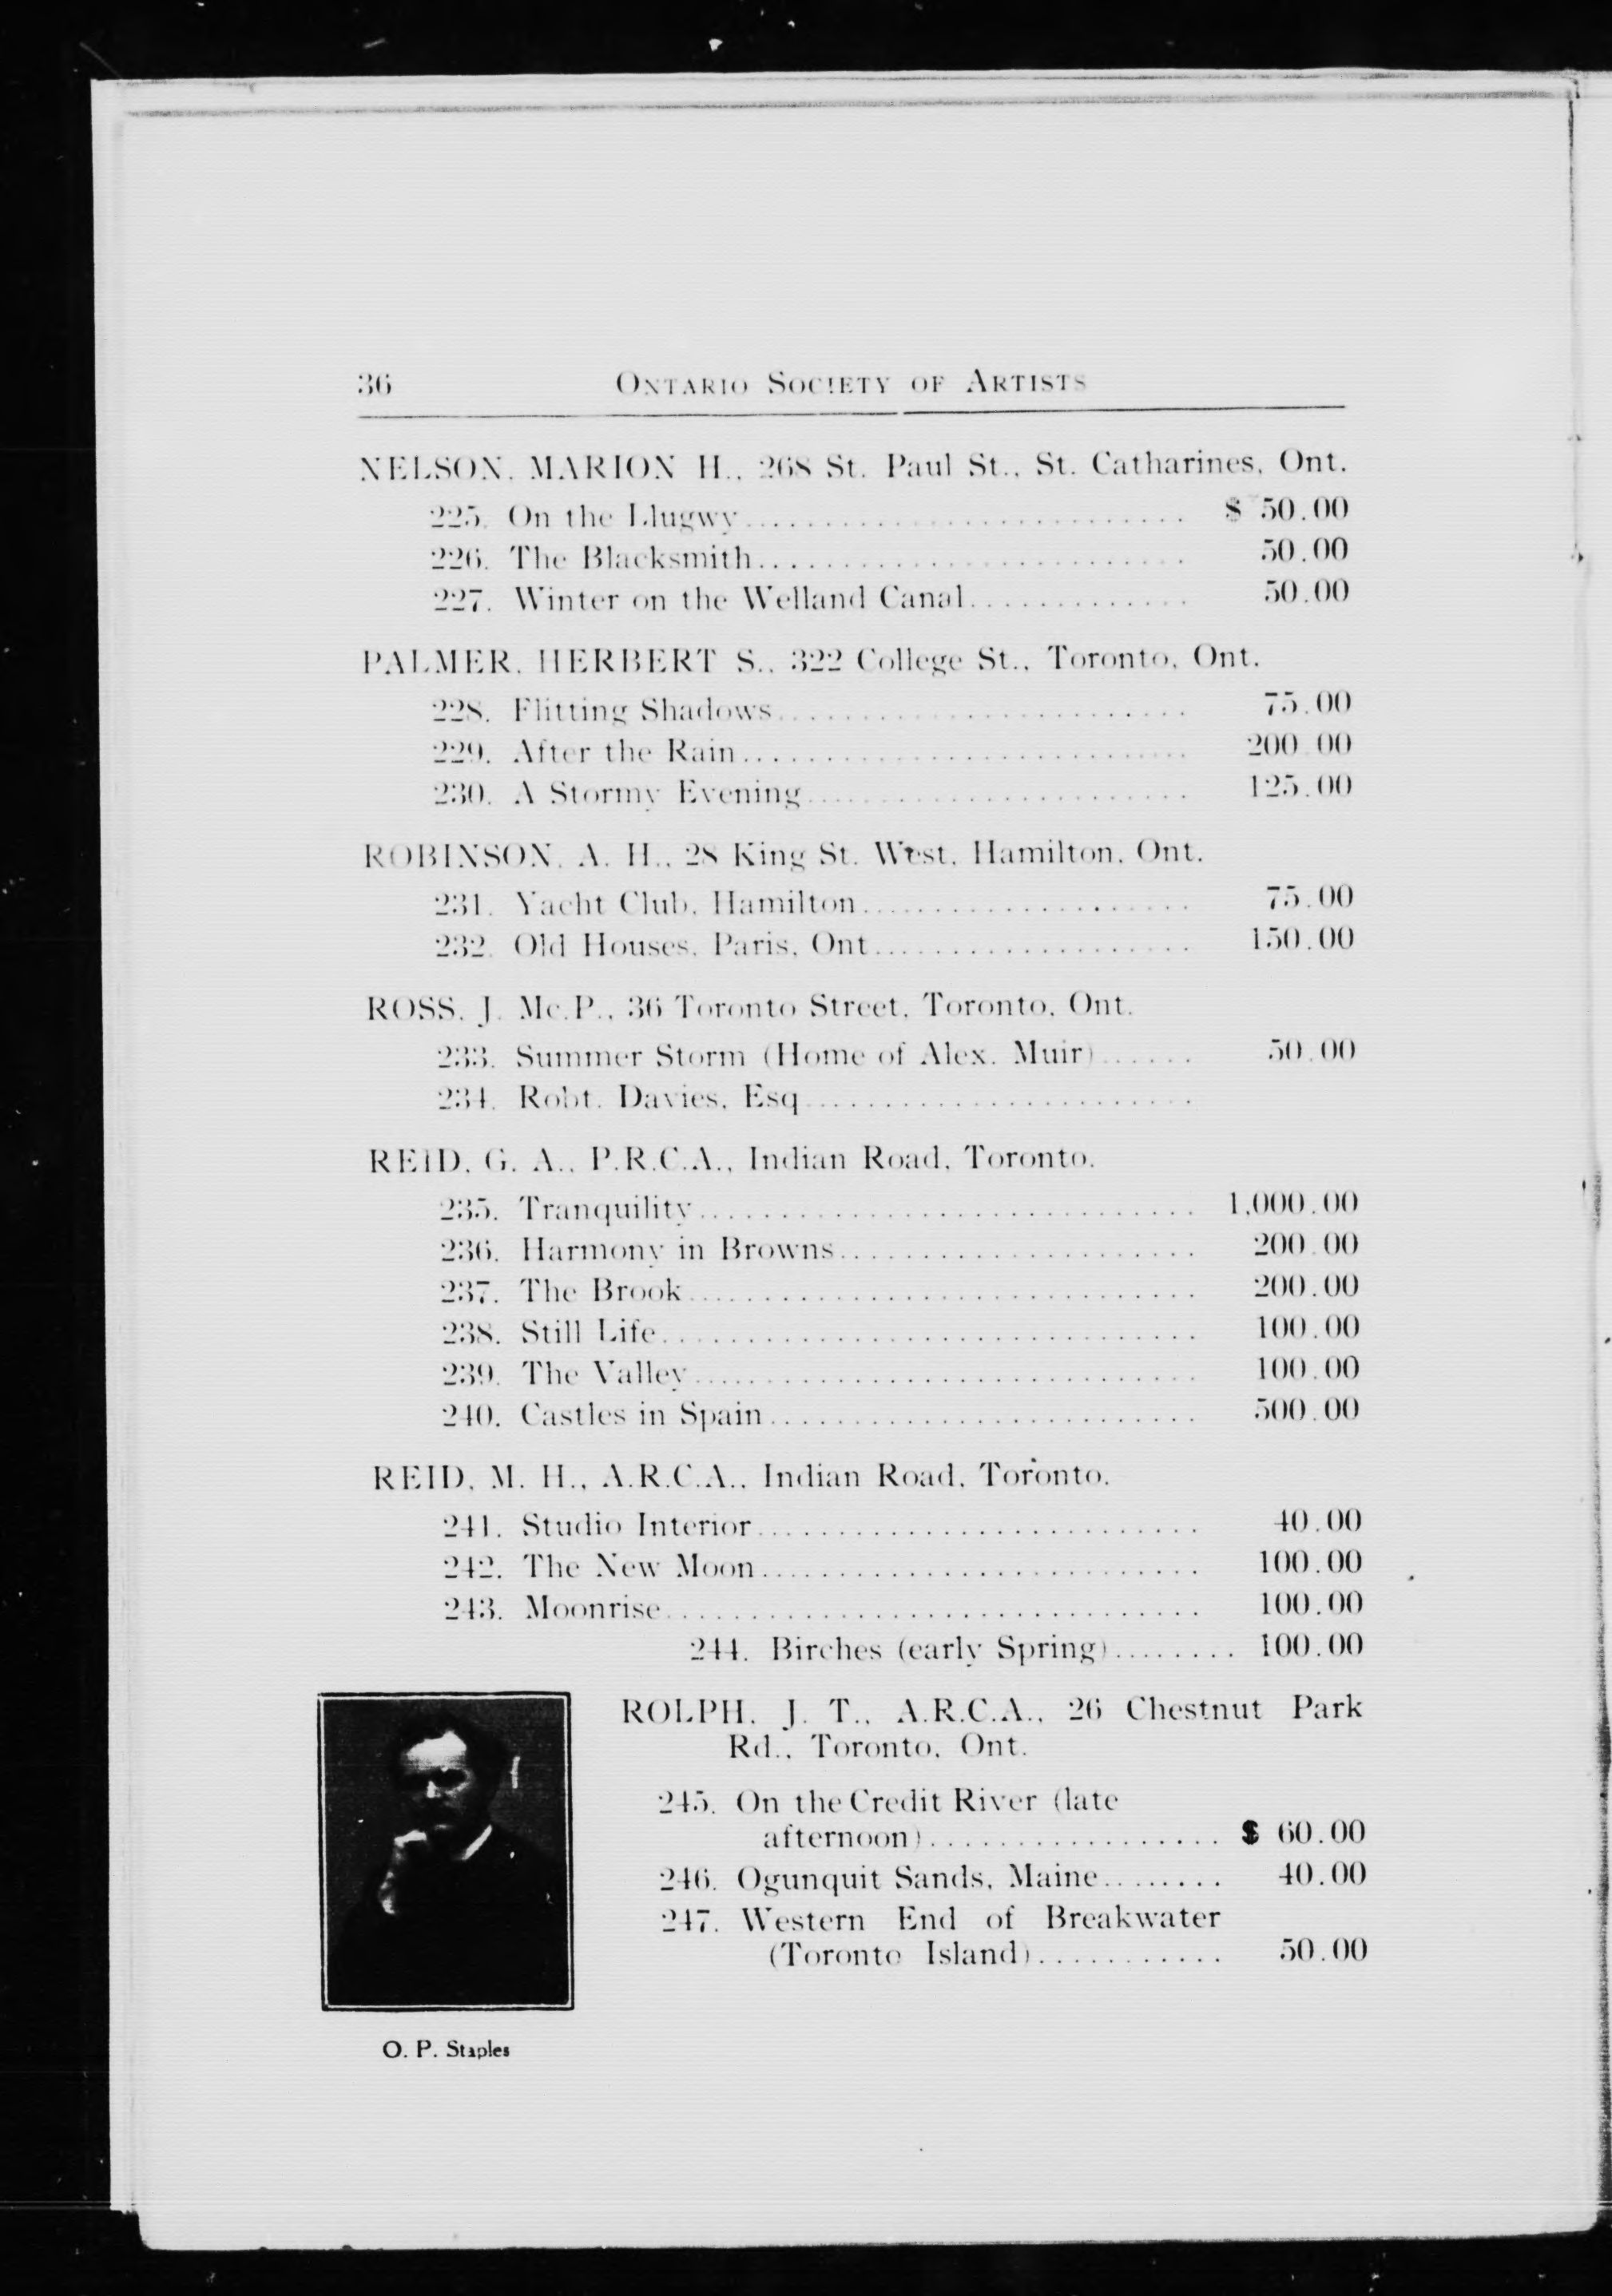 36 ONTARIO SOCIETY OF ARTISTS
NELSON, MARION H., 268 St. Paul St., St. Catharines, Ont.
225. On the Llugwy.......................... $ 50.00
226. The Blacksmith.......................... 50.00
227. Winter on the Welland Canal............. 50.00
PALMER, HERBERT S., 322 College St., Toronto, Ont.
228. Flitting Shadows......................... 75.00
229. After the Rain........................... 200.00
230. A Stormy Evening....................... 125.00
ROBINSON, A. H., 28 King St. West, Hamilton, Ont.
231. Yacht Club, Hamilton.................... 75.00
232. Old Houses, Paris, Ont................... 150.00
ROSS, J. Mc.P., 36 Toronto Street, Toronto, Ont.
233. Summer Storm (Home of Alex. Muir)...... 50.00
234. Robt. Davies, Esq.......................
REID, G. A., P.R.C.A., Indian Road, Toronto.
235. Tranquility.............................. 1,000.00
236. Harmony in Browns...................... 200.00
237. The Brook............................... 200.00
238. Still Life................................. 100.00
239. The Valley............................... 100.00
240. Castles in Spain.......................... 500.00
REID, M. H., A.R.C.A., Indian Road, Toronto.
241. Studio Interior........................... 40.00
242. The New Moon.......................... 100.00
243. Moonrise................................ 100.00
244. Birches (early Spring)........ 100.00
ROLPH, J. T., A.R.C.A., 26 Chestnut Park
Rd., Toronto, Ont.
245. On the Credit River (late
afternoon).................. $ 60.00
246. Ogunquit Sands, Maine........ 40.00
247. Western End of Breakwater
(Toronto Island)........... 50.00
O. P. Staples